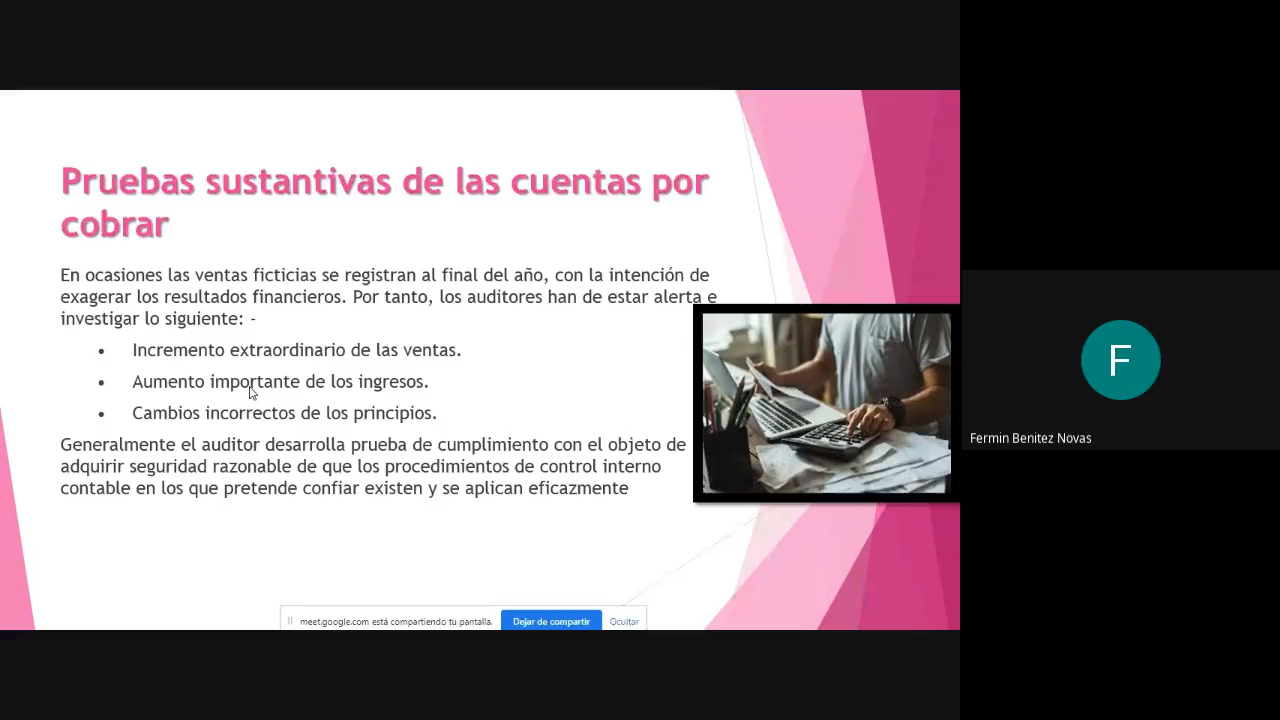 Pruebas sustantivas de las cuentas por
cobrar
En ocasiones las ventas ficticias se registran al final del año, con la intención de
exagerar los resultados financieros. Por tanto, los auditores han de estar alerta e
investigar lo siguiente: -
• Incremento extraordinario de las ventas.
• Aumento importante de los ingresos.
• Cambios incorrectos de los principios.
Generalmente el auditor desarrolla prueba de cumplimiento con el objeto de
adquirir seguridad razonable de que los procedimientos de control interno
contable en los que pretende confiar existen y se aplican eficazmente
meet.google.com está compartiendo tu pantalla. Dejar de compartir Ocultar
F
Fermin Benitez Novas